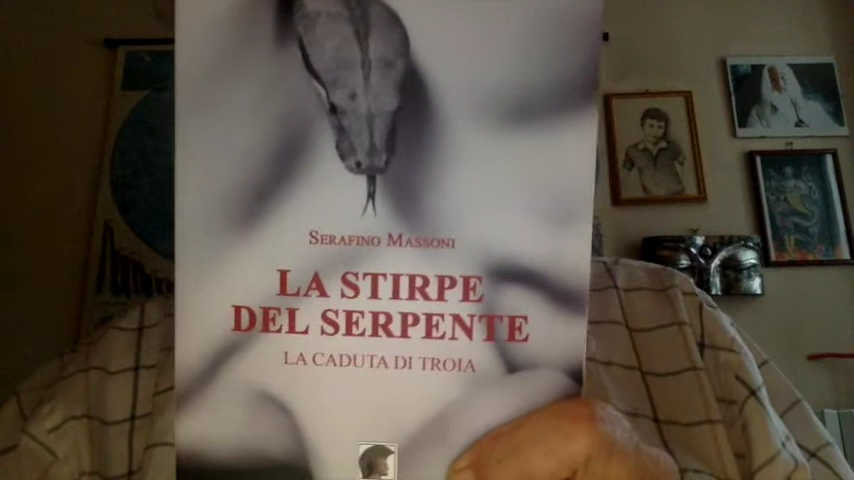 SERAFINO MASSONI
LA STIRPE
DEL SERPENTE
LA CADUTA DI TROIA